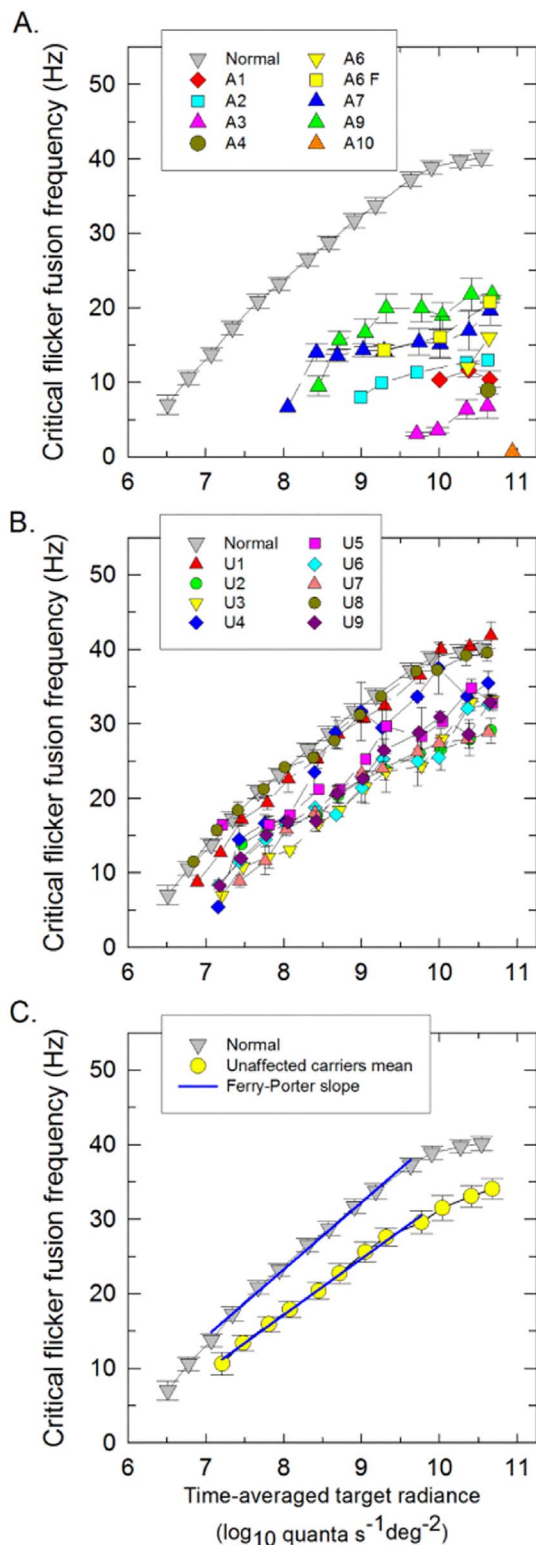 A.
Critical flicker fusion frequency (Hz)
50
40
30
20
10
0
Normal
A1
A2
A3
A4
A6
A6 F
A7
A9
A10
6 7 8 9 10 11
B.
Critical flicker fusion frequency (Hz)
50
40
30
20
10
0
Normal
U1
U2
U3
U4
U5
U6
U7
U8
U9
6 7 8 9 10 11
C.
Critical flicker fusion frequency (Hz)
50
40
30
20
10
0
Normal
Unaffected carriers mean
Ferry-Porter slope
6 7 8 9 10 11
Time-averaged target radiance
(log₁₀ quanta s⁻¹deg⁻²)